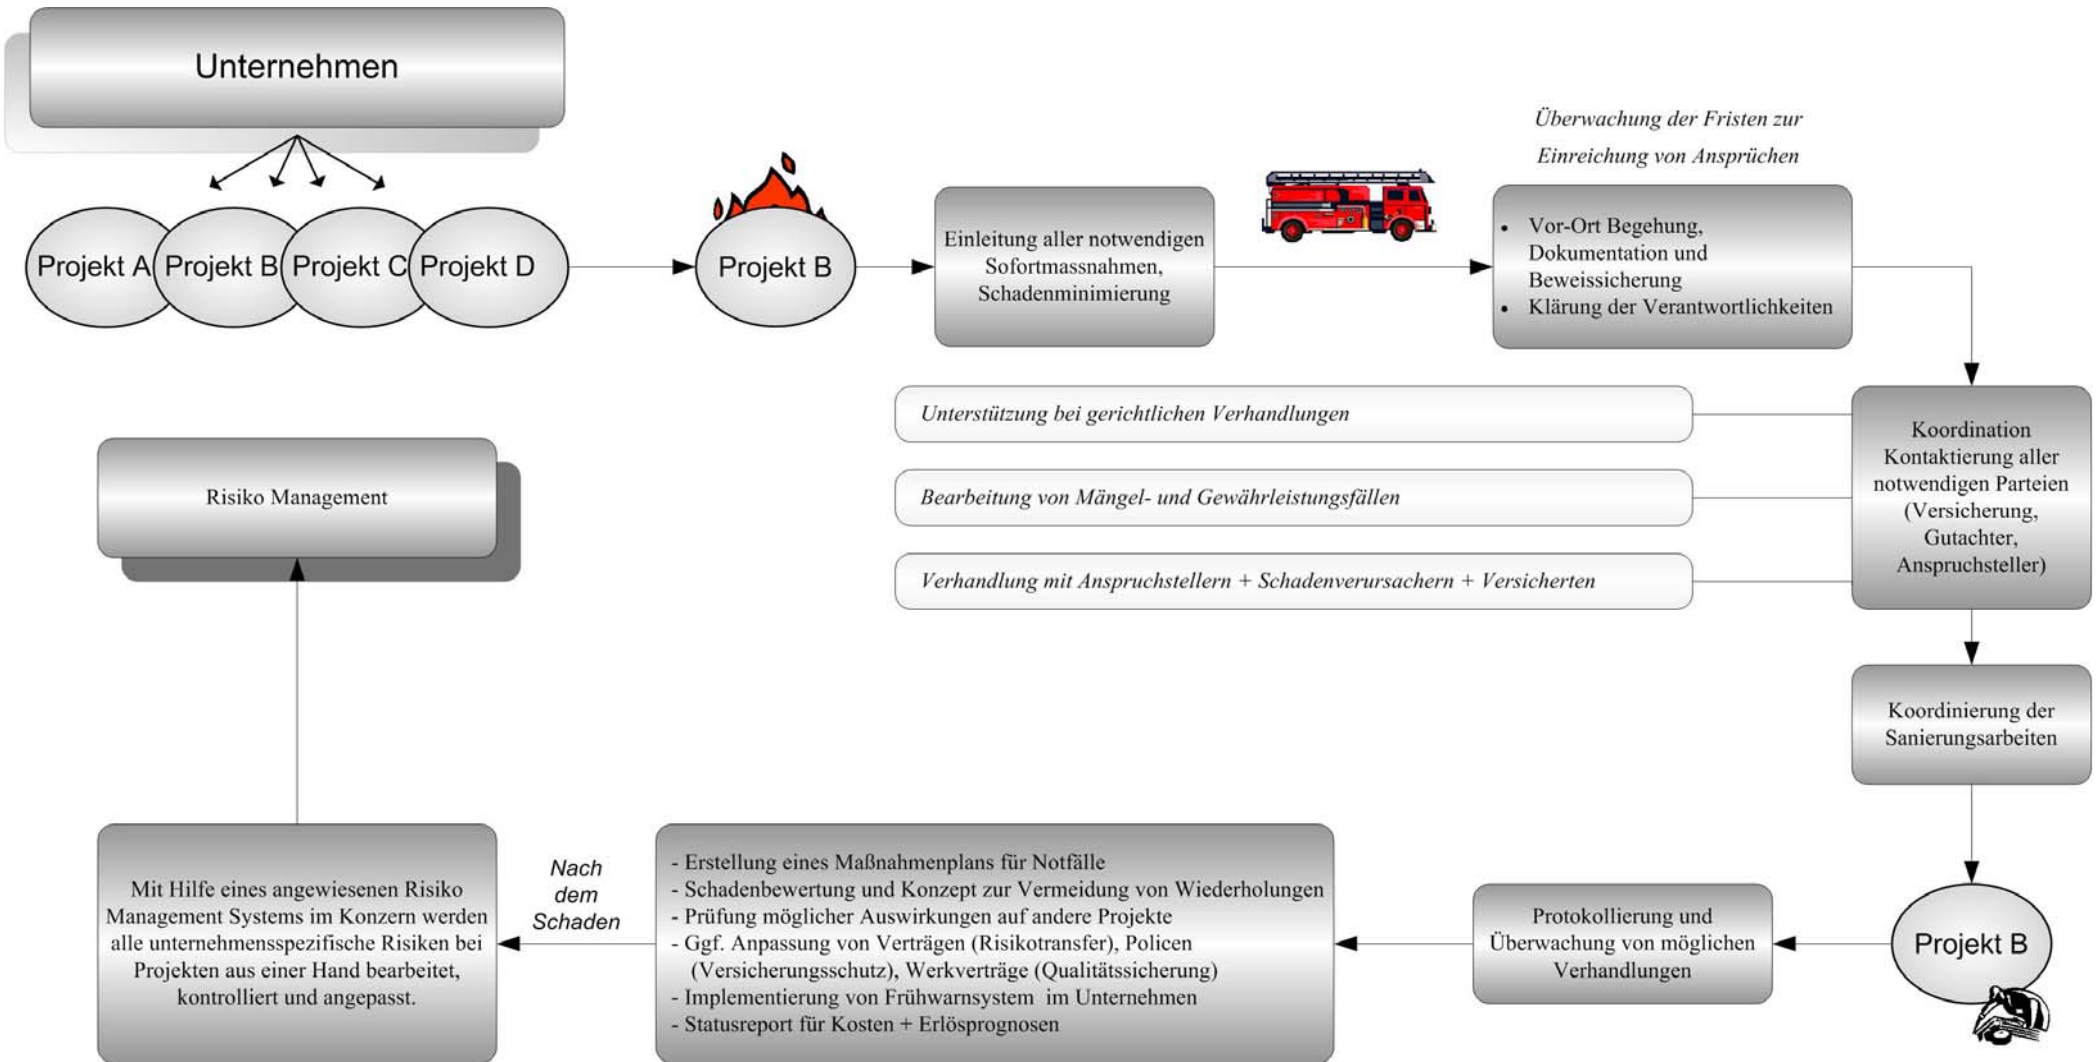 Unternehmen
Projekt A
Projekt B
Projekt C
Projekt D
Projekt B
Einleitung aller notwendigen
Sofortmassnahmen,
Schadenminimierung
Überwachung der Fristen zur
Einreichung von Ansprüchen
• Vor-Ort Begehung,
Dokumentation und
Beweissicherung
• Klärung der Verantwortlichkeiten
Koordination
Kontaktierung aller
notwendigen Parteien
(Versicherung,
Gutachter,
Anspruchsteller)
Unterstützung bei gerichtlichen Verhandlungen
Bearbeitung von Mängel- und Gewährleistungsfällen
Verhandlung mit Anspruchstellern + Schadenverursachern + Versicherten
Koordinierung der
Sanierungsarbeiten
Projekt B
Protokollierung und
Überwachung von möglichen
Verhandlungen
- Erstellung eines Maßnahmenplans für Notfälle
- Schadenbewertung und Konzept zur Vermeidung von Wiederholungen
- Prüfung möglicher Auswirkungen auf andere Projekte
- Ggf. Anpassung von Verträgen (Risikotransfer), Policen
(Versicherungsschutz), Werkverträge (Qualitätssicherung)
- Implementierung von Frühwarnsystem im Unternehmen
- Statusreport für Kosten + Erlösprognosen
Nach
dem
Schaden
Mit Hilfe eines angewiesenen Risiko
Management Systems im Konzern werden
alle unternehmensspezifische Risiken bei
Projekten aus einer Hand bearbeitet,
kontrolliert und angepasst.
Risiko Management